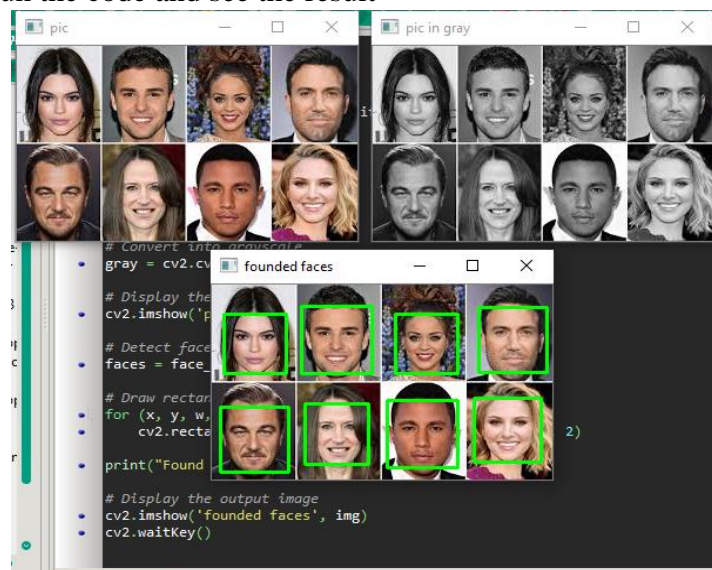 pic
pic in gray
# Convert into grayscale
gray = cv2.cv
founded faces
# Display the
cv2.imshow('p
# Detect face
faces = face_
# Draw rectan
for (x, y, w,
cv2.recta 2)
print("Found
# Display the output image
cv2.imshow('founded faces', img)
cv2.waitKey()